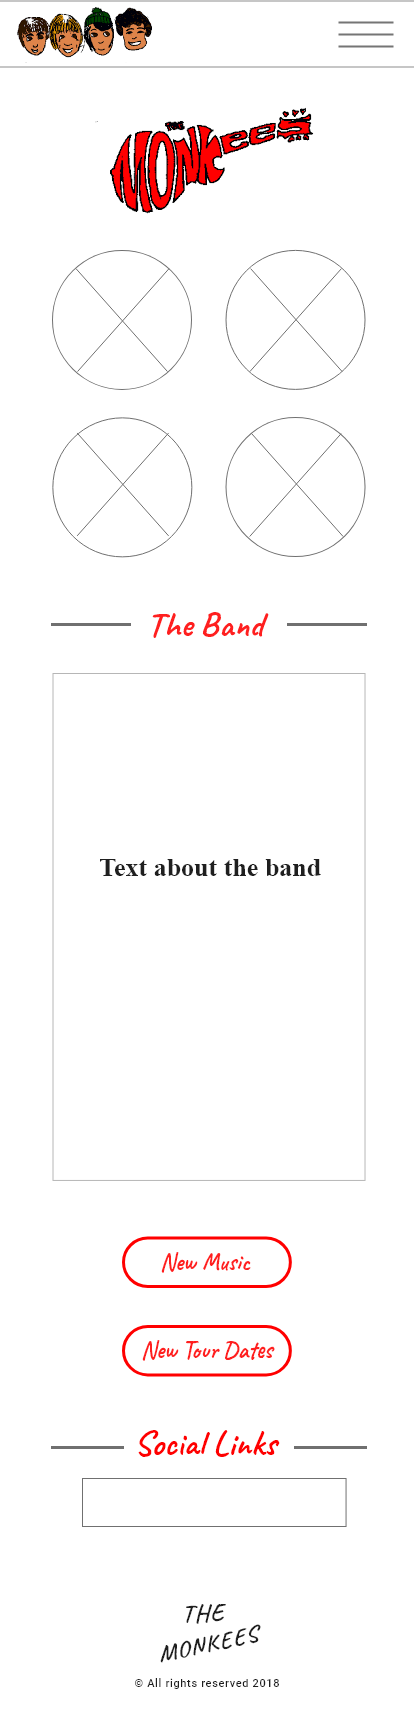 THE
MONKEES
The Band
Text about the band
New Music
New Tour Dates
Social Links
THE
MONKEES
© All rights reserved 2018